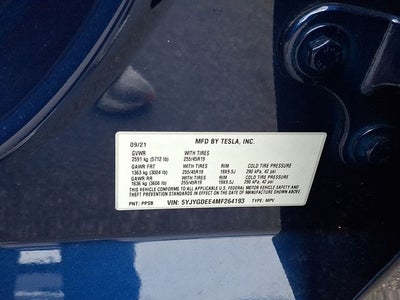 09/21 MFD BY TESLA, INC.
GVWR WITH TIRES
2591 kg (5712 lb) 255/45R19
GAWR FRT WITH TIRES RIM COLD TIRE PRESSURE
1363 kg (3004 lb) 255/45R19 19X9.5J 290 kPa, 42 psi
GAWR RR WITH TIRES RIM COLD TIRE PRESSURE
1636 kg (3606 lb) 255/45R19 19X9.5J 290 kPa, 42 psi
THIS VEHICLE CONFORMS TO ALL APPLICABLE U.S. FEDERAL MOTOR VEHICLE SAFETY AND
THEFT PREVENTION STANDARDS IN EFFECT ON THE DATE OF MANUFACTURE SHOWN ABOVE.
PNT: PPSB VIN: 5YJYGDEE4MF264193 TYPE: MPV